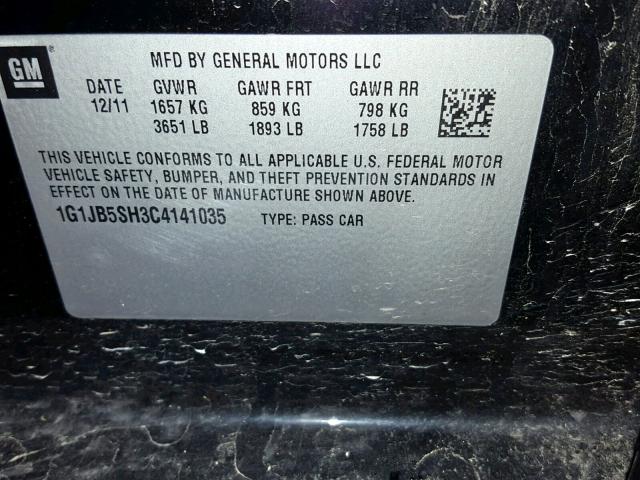 GM
®
MFD BY GENERAL MOTORS LLC
DATE GVWR GAWR FRT GAWR RR
12/11 1657 KG 859 KG 798 KG
3651 LB 1893 LB 1758 LB
THIS VEHICLE CONFORMS TO ALL APPLICABLE U.S. FEDERAL MOTOR
VEHICLE SAFETY, BUMPER, AND THEFT PREVENTION STANDARDS IN
EFFECT ON THE DATE OF MANUFACTURE SHOWN ABOVE.
1G1JB5SH3C4141035 TYPE: PASS CAR